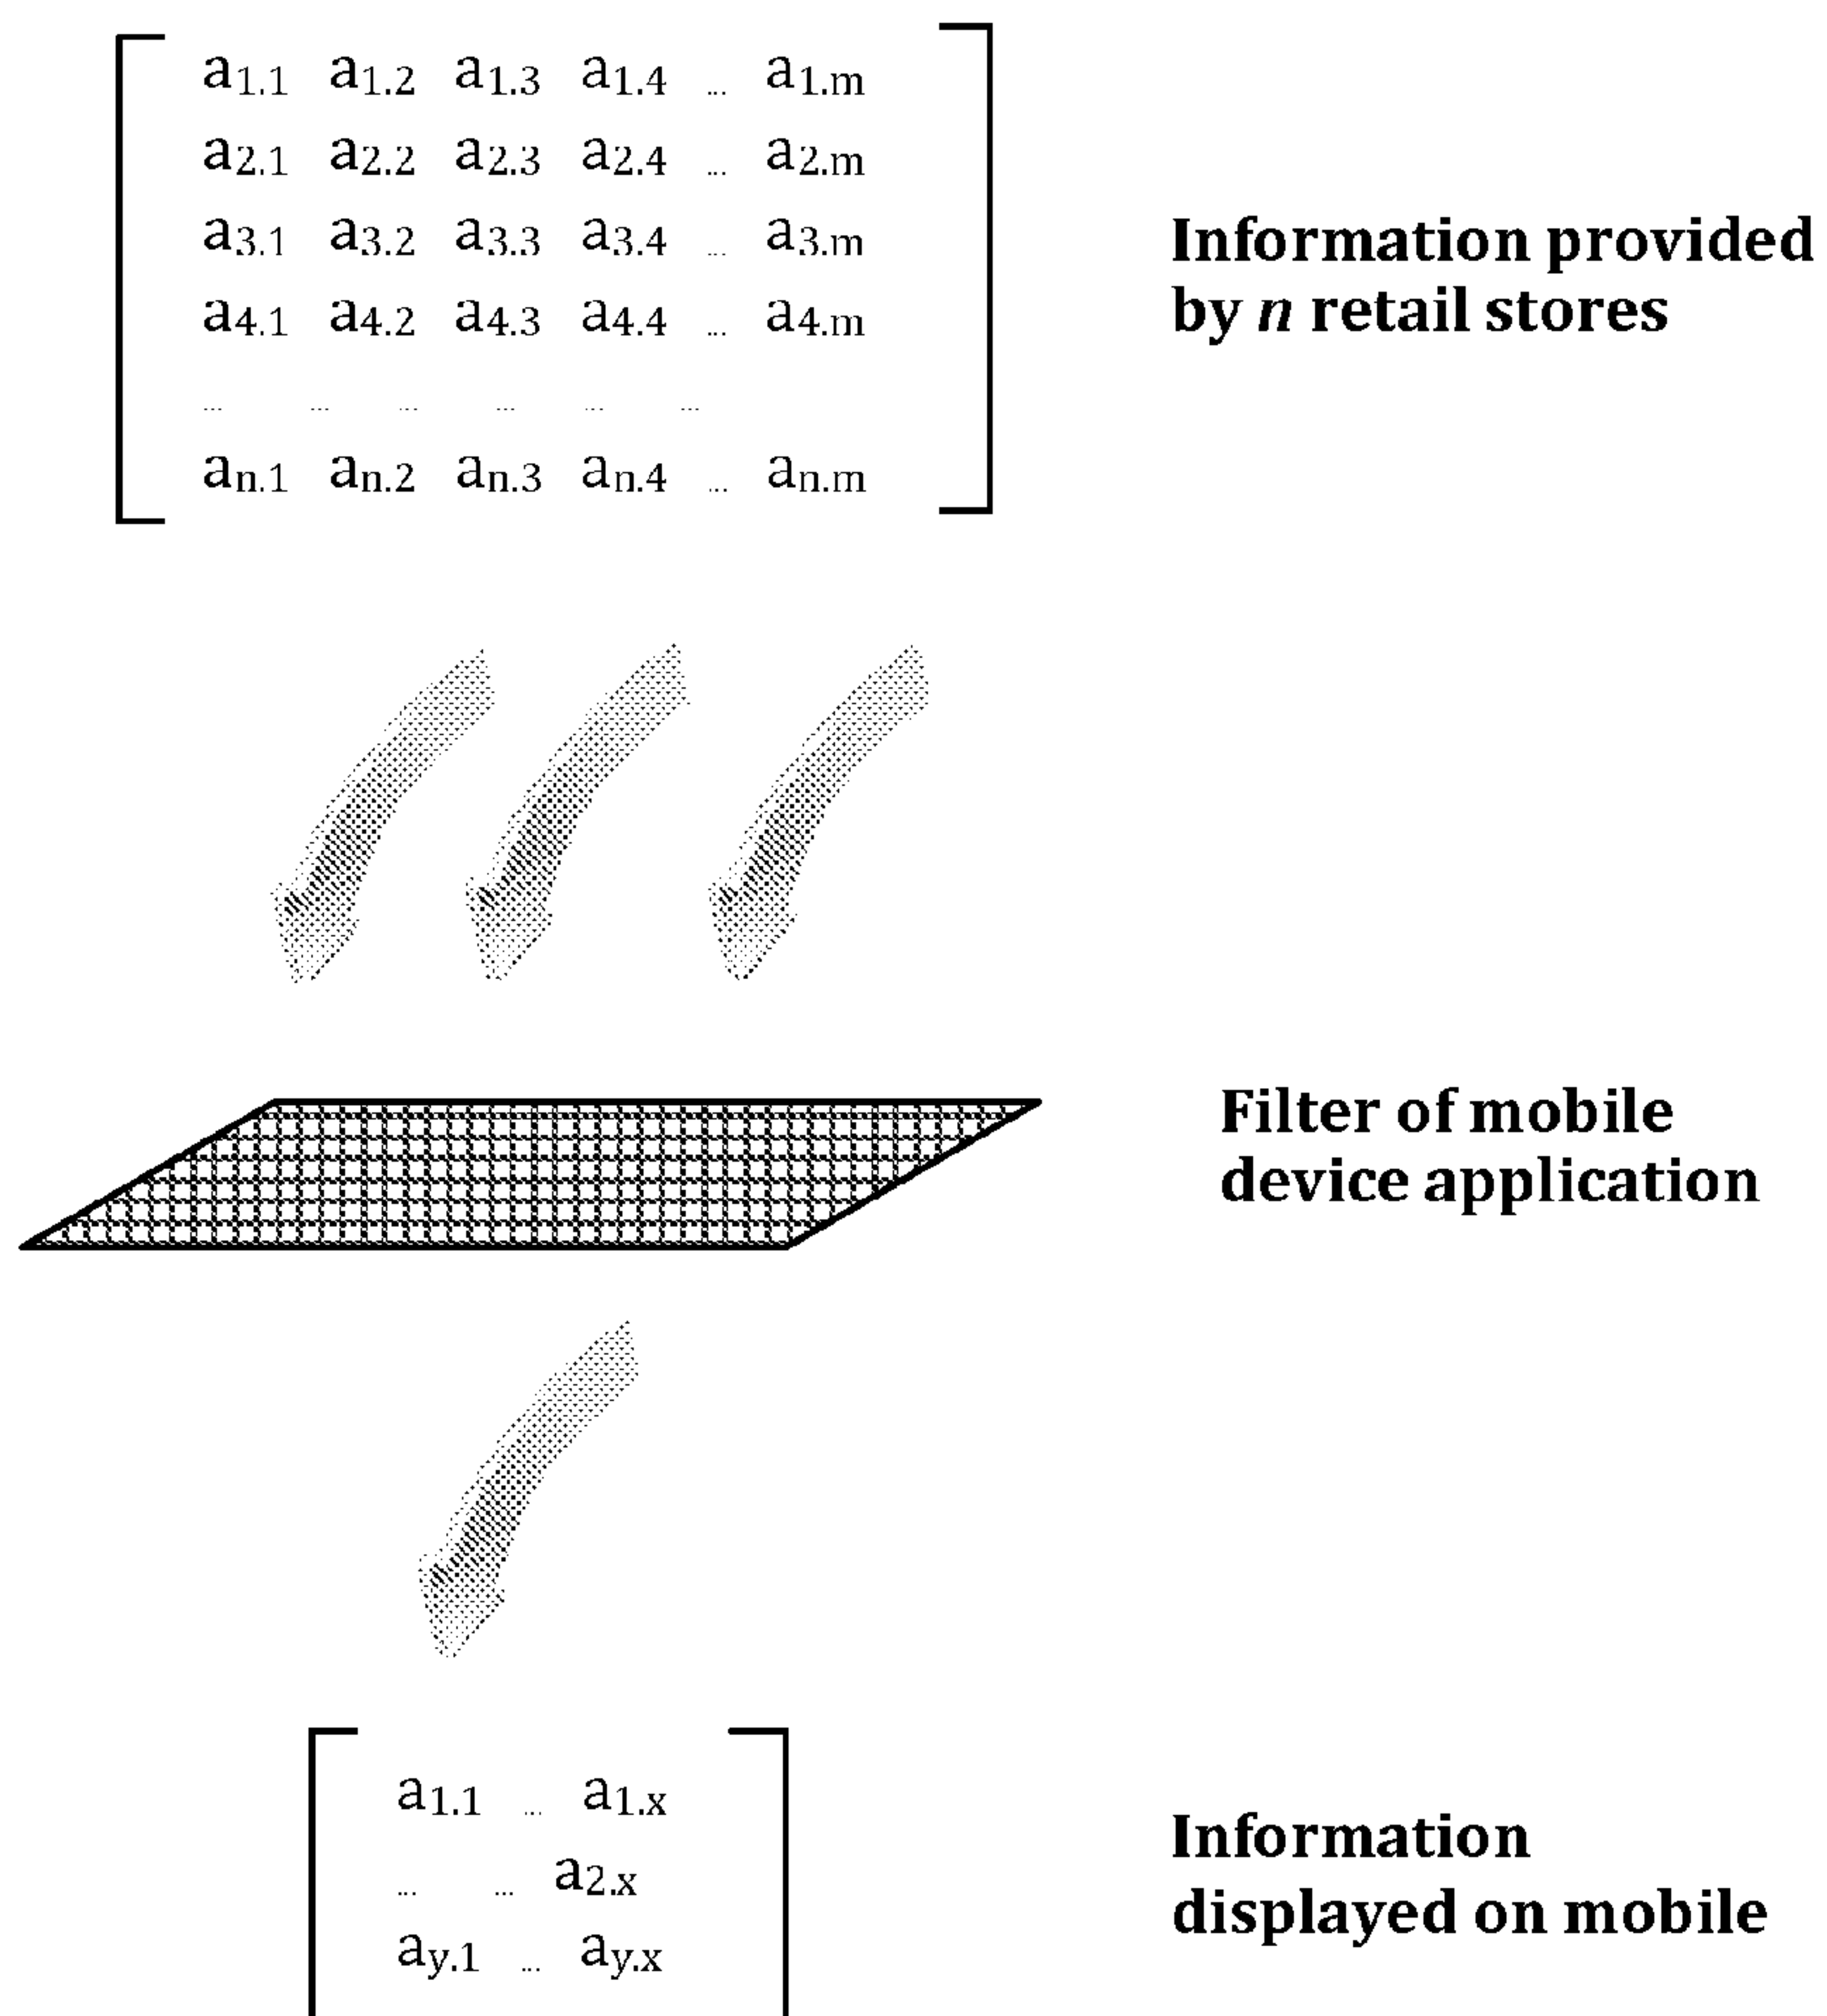 a1.1 a1.2 a1.3 a1.4 ... a1.m
a2.1 a2.2 a2.3 a2.4 ... a2.m
a3.1 a3.2 a3.3 a3.4 ... a3.m
a4.1 a4.2 a4.3 a4.4 ... a4.m
... ... ... ... ... ...
an.1 an.2 an.3 an.4 ... an.m
Information provided
by n retail stores
Filter of mobile
device application
a1.1 ... a1.x
... ... a2.x
ay.1 ... ay.x
Information
displayed on mobile